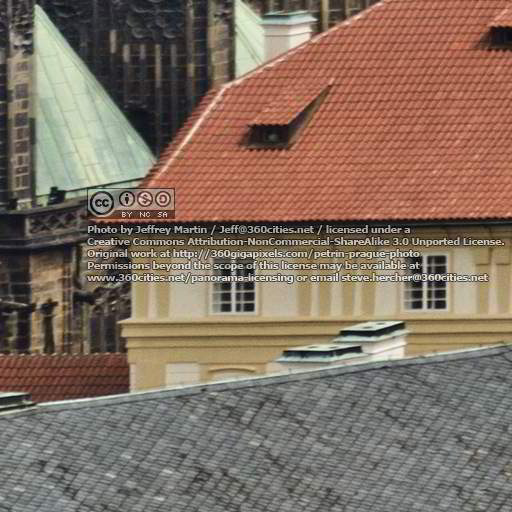 cc BY NC SA
Photo by Jeffrey Martin / Jeff@360cities.net / licensed under a
Creative Commons Attribution-NonCommercial-ShareAlike 3.0 Unported License.
Original work at http://360gigapixels.com/petrin-prague-photo
Permissions beyond the scope of this license may be available at
www.360cities.net/panorama-licensing or email steve.hercher@360cities.net